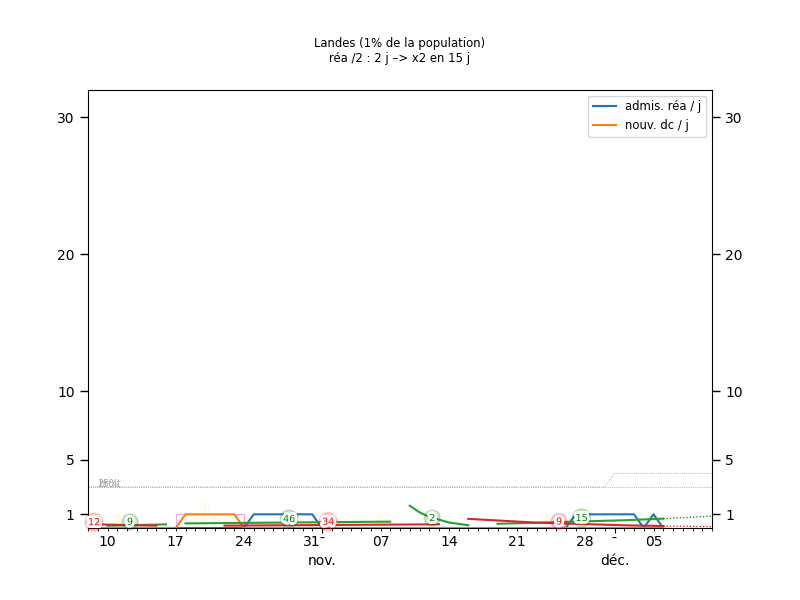 Landes (1% de la population)
réa /2 : 2 j –> x2 en 15 j
admis. réa / j
nouv. dc / j
30 30
20 20
10 10
5 5
1 1
12 9 46 34 2 9 15
10 17 24 31 07 14 21 28 05
nov. déc.